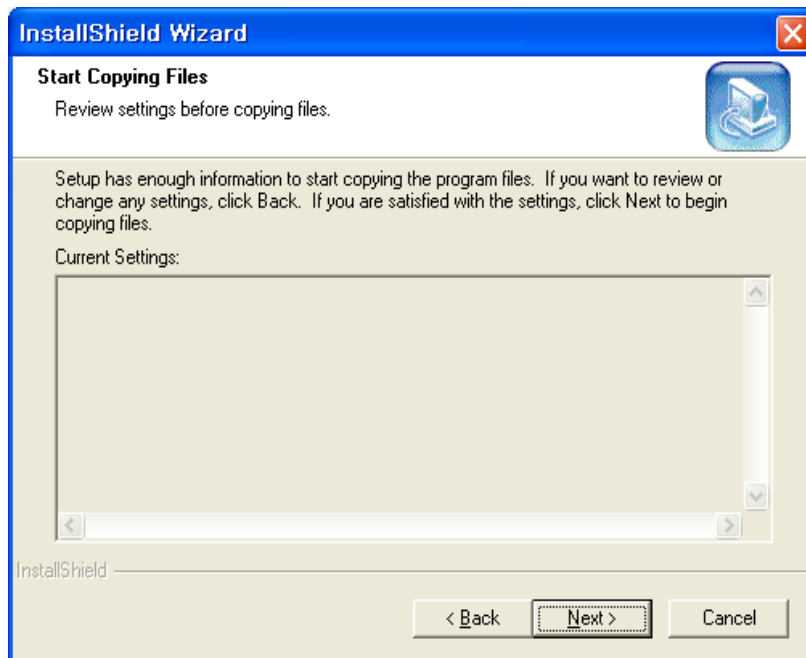 InstallShield Wizard
Start Copying Files
Review settings before copying files.
Setup has enough information to start copying the program files.  If you want to review or
change any settings, click Back.  If you are satisfied with the settings, click Next to begin
copying files.
Current Settings:
InstallShield
< Back
Next >
Cancel